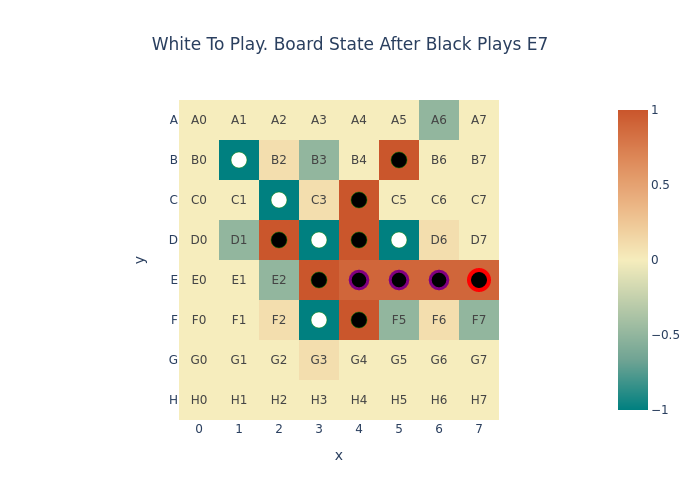 White To Play. Board State After Black Plays E7
A A0 A1 A2 A3 A4 A5 A6 A7 1
B B0 B2 B3 B4 B6 B7
C C0 C1 C3 C5 C6 C7 0.5
D D0 D1 D6 D7
y 0
E E0 E1 E2
F F0 F1 F2 F5 F6 F7 −0.5
G G0 G1 G2 G3 G4 G5 G6 G7
H H0 H1 H2 H3 H4 H5 H6 H7 −1
0 1 2 3 4 5 6 7
x